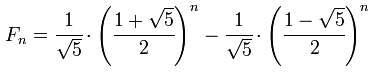 F_n = \frac{1}{\sqrt{5}} \cdot \left( \frac{1 + \sqrt{5}}{2} \right)^n - \frac{1}{\sqrt{5}} \cdot \left( \frac{1 - \sqrt{5}}{2} \right)^n